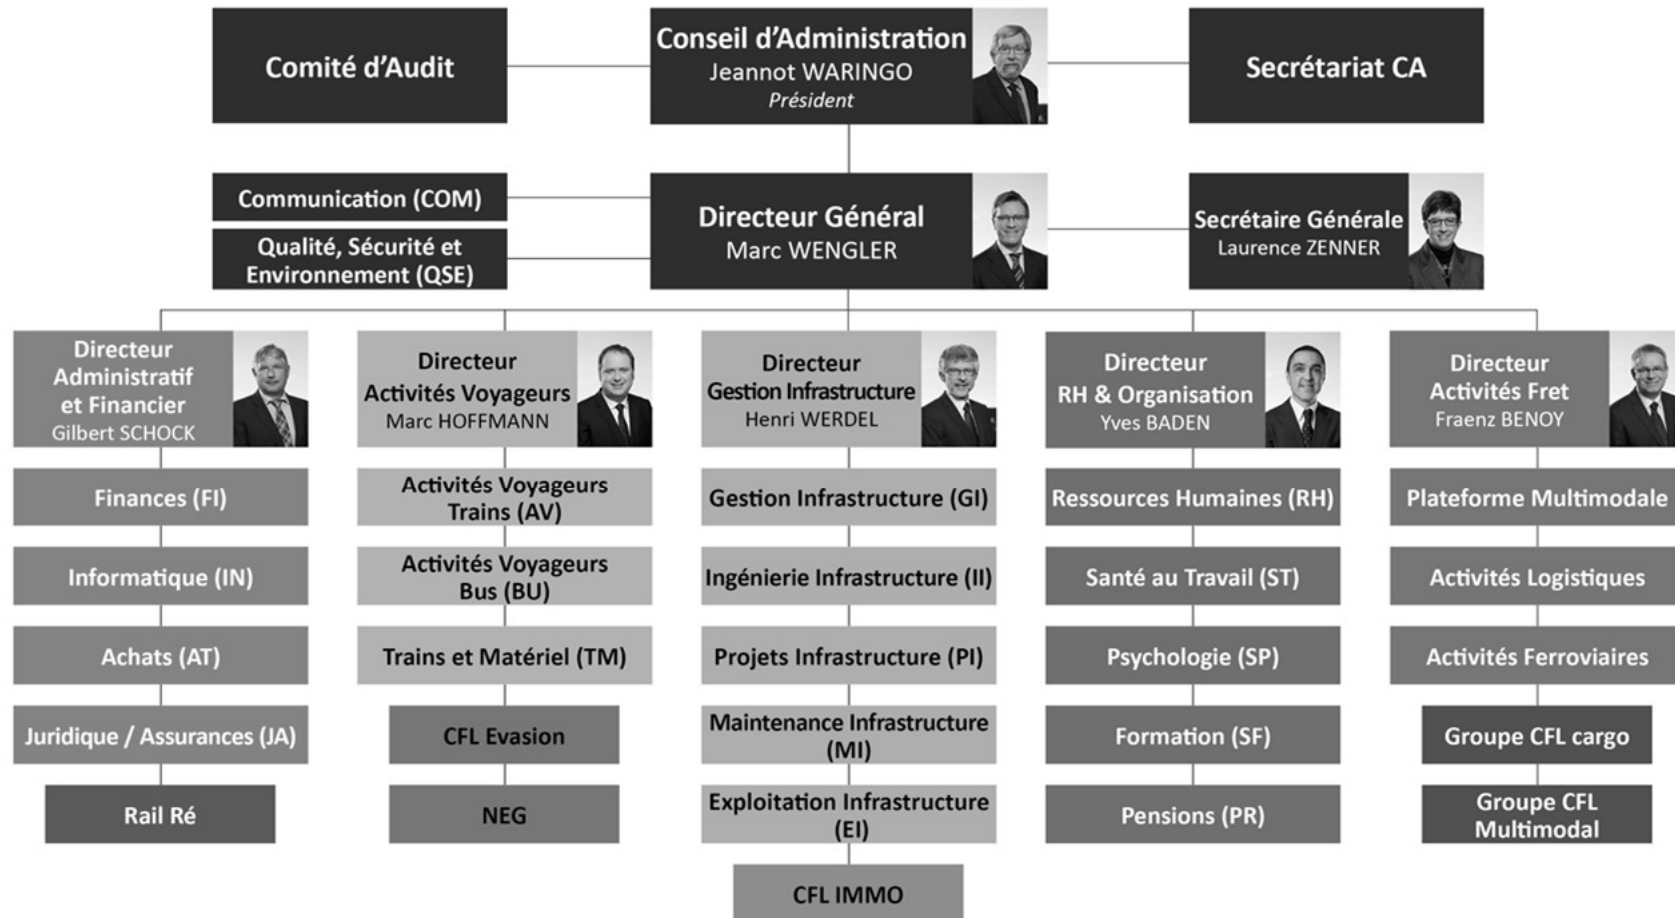 Comité d'Audit
Conseil d'Administration
Jeannot WARINGO
Président
Secrétariat CA
Communication (COM)
Qualité, Sécurité et
Environnement (QSE)
Directeur Général
Marc WENGLER
Secrétaire Générale
Laurence ZENNER
Directeur
Administratif
et Financier
Gilbert SCHOCK
Directeur
Activités Voyageurs
Marc HOFFMANN
Directeur
Gestion Infrastructure
Henri WERDEL
Directeur
RH & Organisation
Yves BADEN
Directeur
Activités Fret
Fraenz BENOY
Finances (FI)
Informatique (IN)
Achats (AT)
Juridique / Assurances (JA)
Rail Ré
Activités Voyageurs
Trains (AV)
Activités Voyageurs
Bus (BU)
Trains et Matériel (TM)
CFL Evasion
NEG
Gestion Infrastructure (GI)
Ingénierie Infrastructure (II)
Projets Infrastructure (PI)
Maintenance Infrastructure
(MI)
Exploitation Infrastructure
(EI)
CFL IMMO
Ressources Humaines (RH)
Santé au Travail (ST)
Psychologie (SP)
Formation (SF)
Pensions (PR)
Plateforme Multimodale
Activités Logistiques
Activités Ferroviaires
Groupe CFL cargo
Groupe CFL
Multimodal